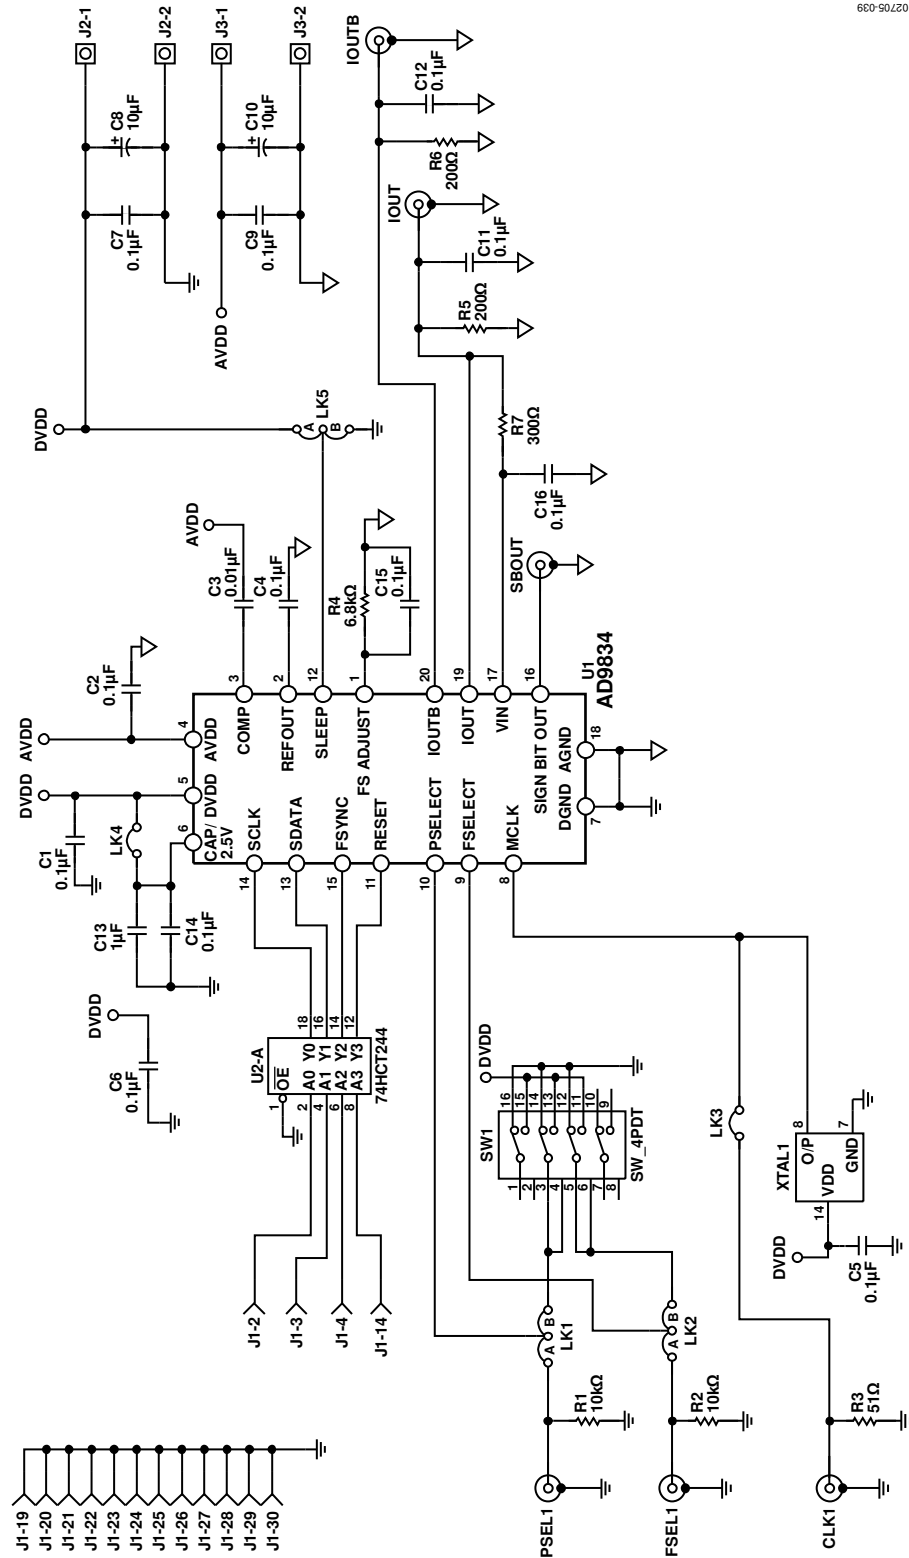 J1-19
J1-20
J1-21
J1-22
J1-23
J1-24
J1-25
J1-26
J1-27
J1-28
J1-29
J1-30
J1-2
J1-3
J1-4
J1-14
U2-A
OE
1
A0 Y0
A1 Y1
A2 Y2
A3 Y3
2
4
6
8
18
16
14
12
74HCT244
DVDD
C6
0.1µF
C13
1µF
C14
0.1µF
C1
0.1µF
LK4
DVDD
AVDD
C2
0.1µF
6
5
4
CAP/
2.5V
DVDD
AVDD
14
SCLK
13
SDATA
15
FSYNC
11
RESET
10
PSELECT
9
FSELECT
8
MCLK
COMP
3
REFOUT
2
SLEEP
12
FS ADJUST
1
IOUTB
20
IOUT
19
VIN
17
SIGN BIT OUT
16
DGND
7
AGND
18
U1
AD9834
AVDD
C3
0.01µF
C4
0.1µF
R4
6.8kΩ
C15
0.1µF
SBOUT
C16
0.1µF
R7
300Ω
DVDD
A
LK5
B
AVDD
J2-1
J2-2
J3-1
J3-2
C8
10µF
+
C7
0.1µF
C10
10µF
+
C9
0.1µF
IOUTB
C12
0.1µF
R6
200Ω
IOUT
C11
0.1µF
R5
200Ω
DVDD
SW1
16
15
14
13
12
11
10
9
1
2
3
4
5
6
7
8
SW_4PDT
PSEL1
R1
10kΩ
A
B
LK1
FSEL1
R2
10kΩ
A
B
LK2
CLK1
R3
51Ω
LK3
XTAL1
O/P
8
VDD
14
GND
7
DVDD
C5
0.1µF
02705-039